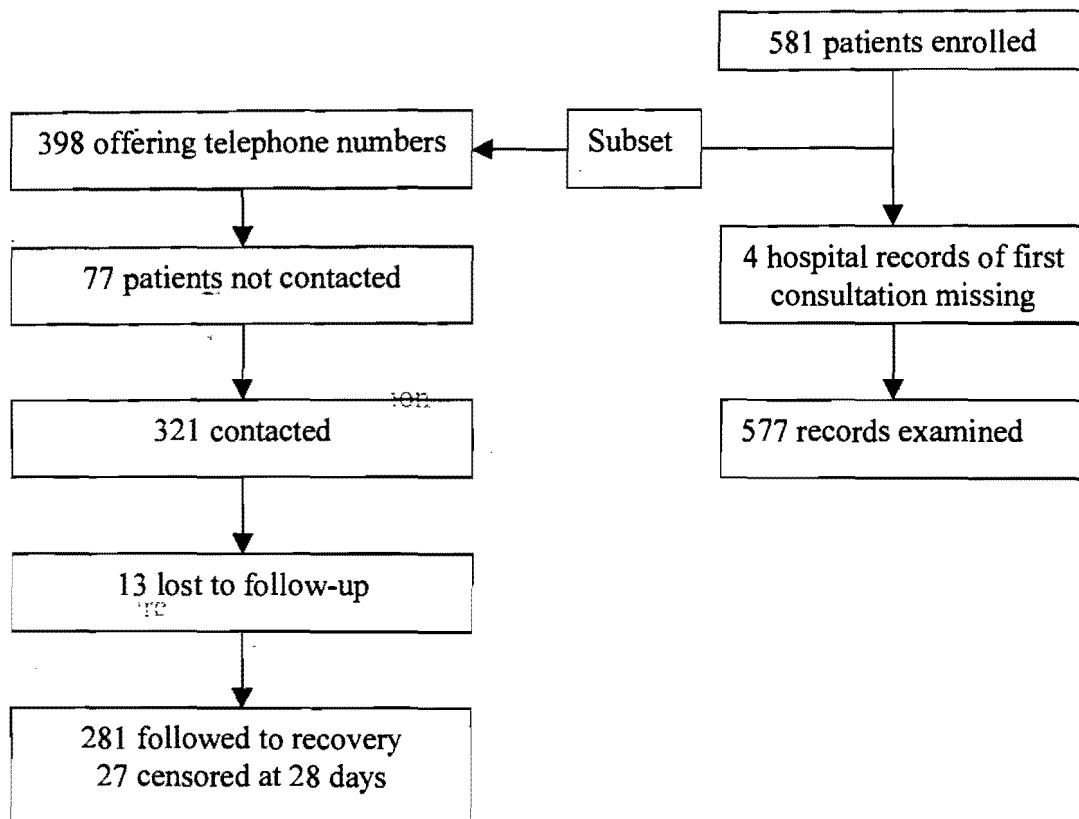 581 patients enrolled
398 offering telephone numbers
Subset
77 patients not contacted
4 hospital records of first
consultation missing
321 contacted
577 records examined
13 lost to follow-up
281 followed to recovery
27 censored at 28 days